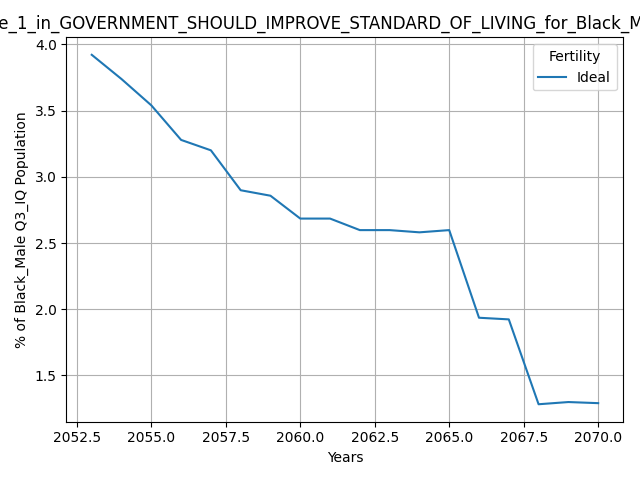 e_1_in_GOVERNMENT_SHOULD_IMPROVE_STANDARD_OF_LIVING_for_Black_M
Fertility
Ideal
4.0
3.5
3.0
2.5
2.0
1.5
% of Black_Male Q3_IQ Population
2052.5 2055.0 2057.5 2060.0 2062.5 2065.0 2067.5 2070.0
Years